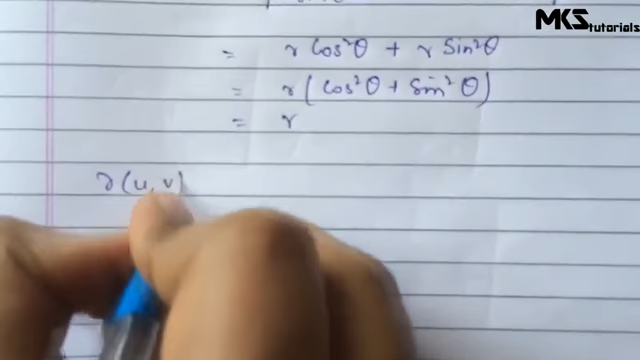 MKS tutorials
= r Cos²θ + r Sin²θ
= r (Cos²θ + Sin²θ)
= r
∂(u, v)